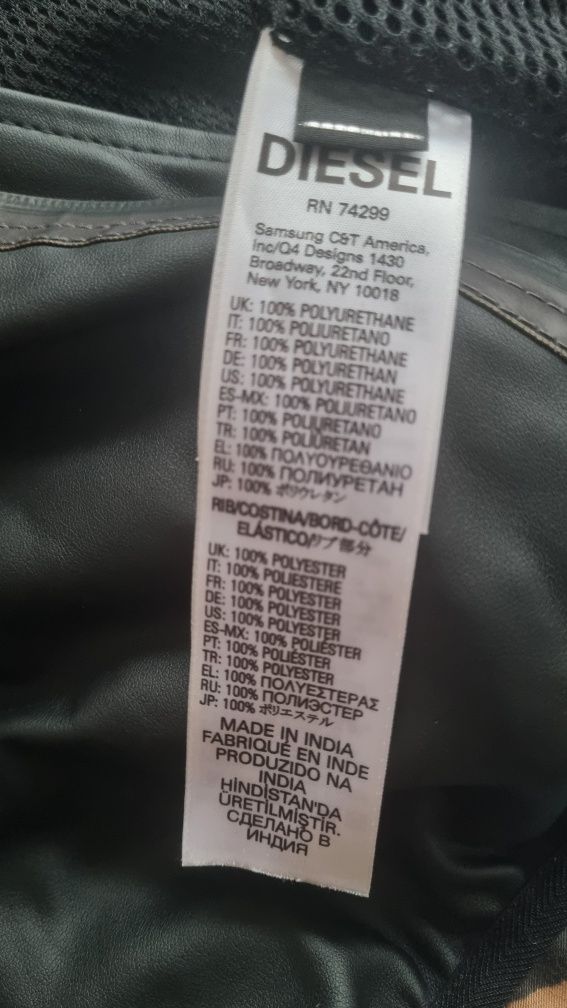 DIESEL
RN 74299
Samsung C&T America,
Inc/Q4 Designs 1430
Broadway, 22nd Floor,
New York, NY 10018
UK: 100% POLYURETHANE
IT: 100% POLIURETANO
FR: 100% POLYURETHANE
DE: 100% POLYURETHAN
US: 100% POLYURETHANE
ES-MX: 100% POLIURETANO
PT: 100% POLIURETANO
TR: 100% POLIÜRETAN
EL: 100% ΠΟΛΥΟΥΡΕΘΑΝΙΟ
RU: 100% ПОЛИУРЕТАН
JP: 100% ポリウレタン
RIB/COSTINA/BORD-CÔTE/
ELÁSTICO/リブ部分
UK: 100% POLYESTER
IT: 100% POLIESTERE
FR: 100% POLYESTER
DE: 100% POLYESTER
US: 100% POLYESTER
ES-MX: 100% POLIÉSTER
PT: 100% POLIÉSTER
TR: 100% POLYESTER
EL: 100% ΠΟΛΥΕΣΤΕΡΑΣ
RU: 100% ПОЛИЭСТЕР
JP: 100% ポリエステル
MADE IN INDIA
FABRIQUÉ EN INDE
PRODUZIDO NA
INDIA
HİNDİSTAN'DA
ÜRETİLMİŞTİR.
СДЕЛАНО В
ИНДИЯ